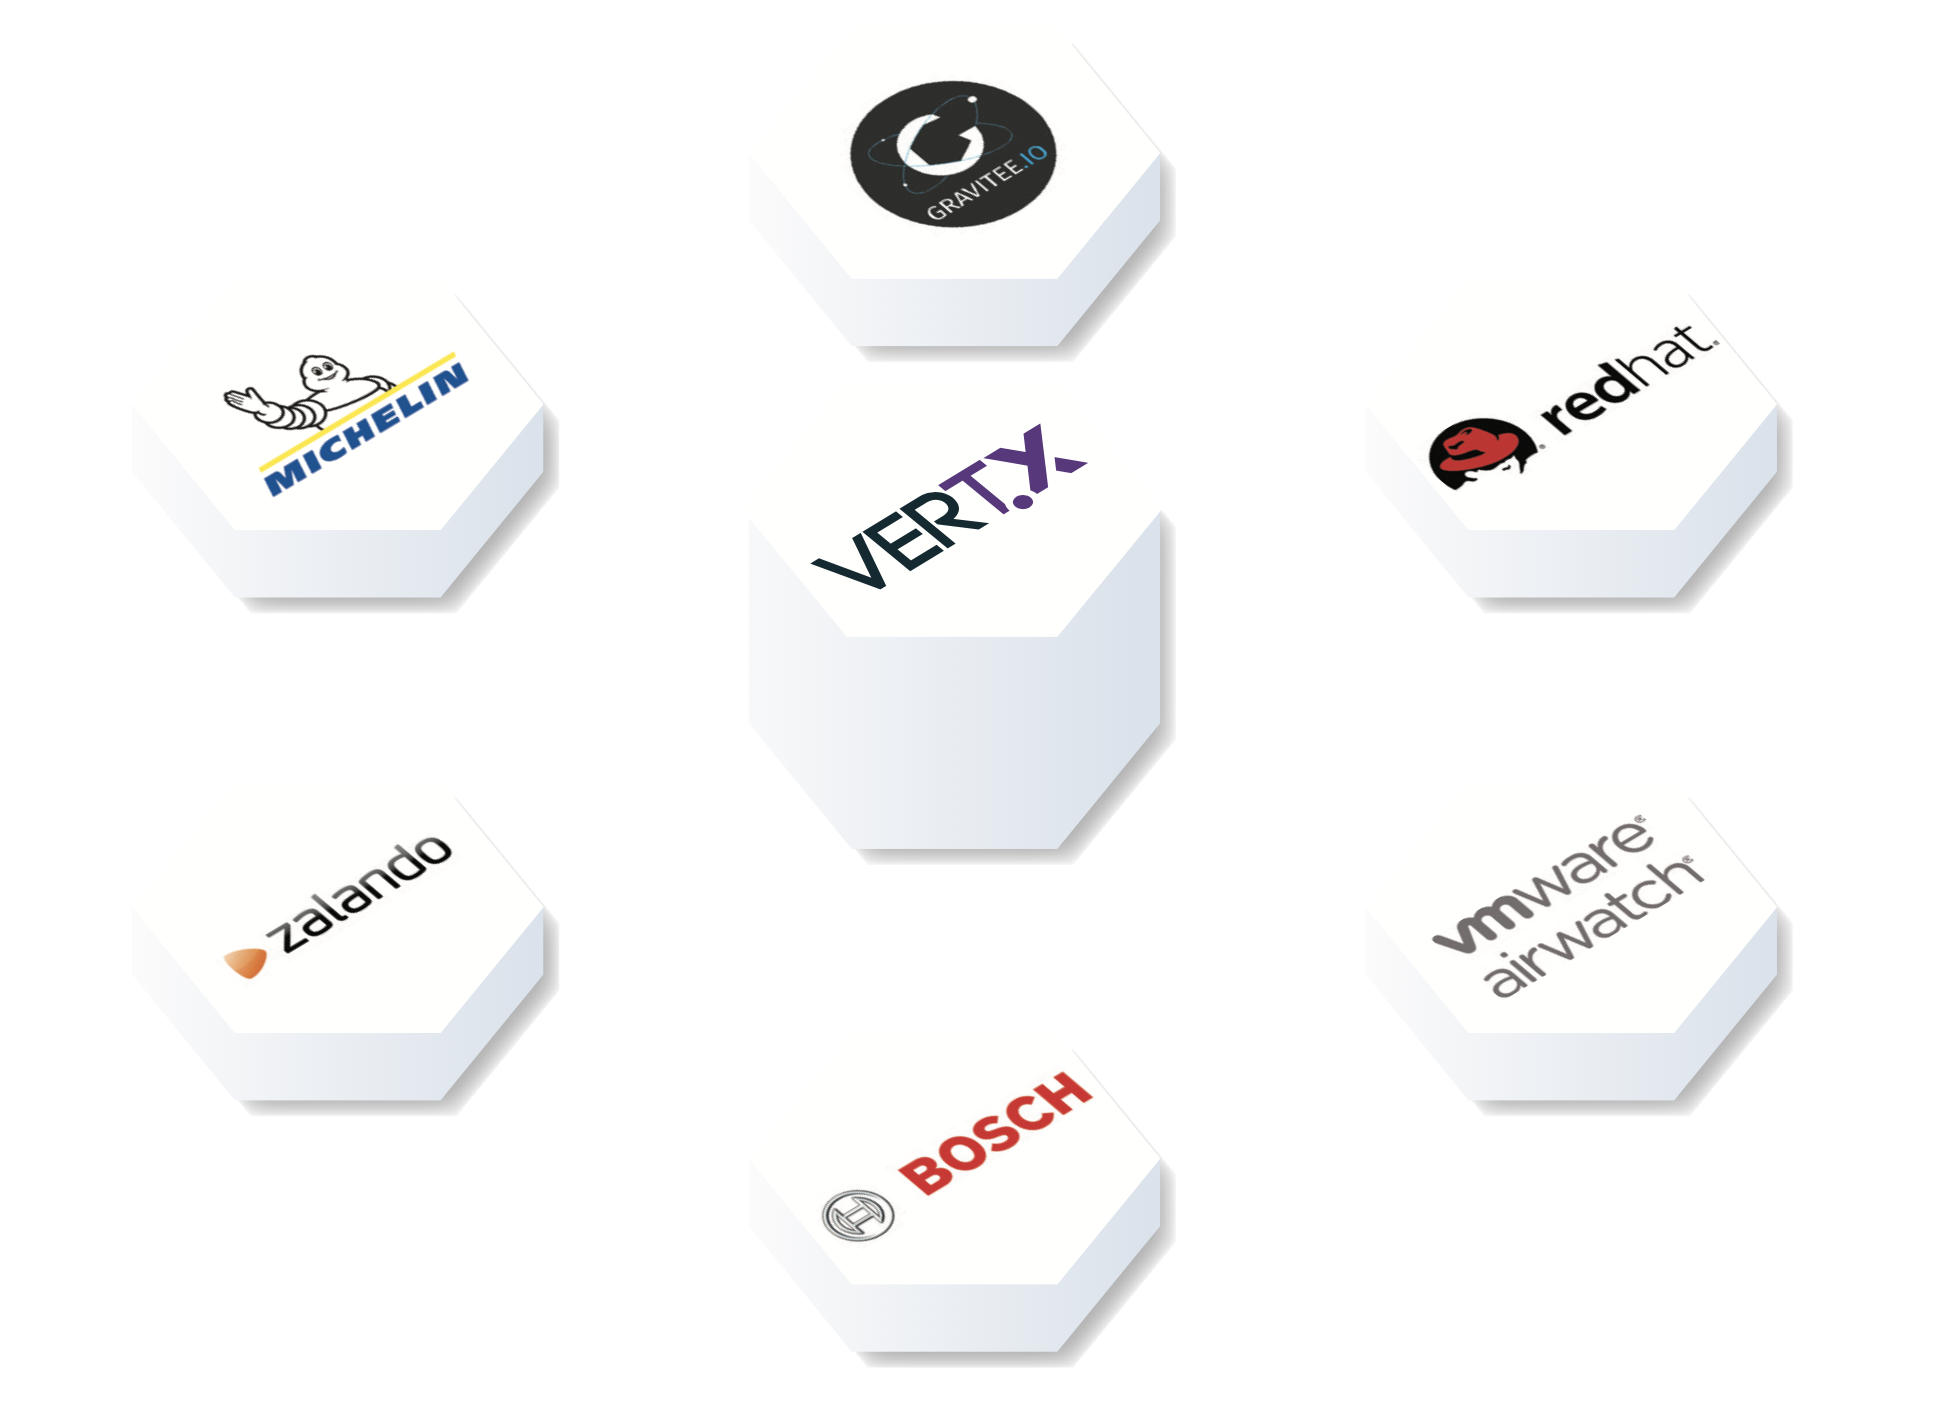 GRAVITEE.IO
MICHELIN
redhat.
VERT.X
zalando
vmware®
airwatch®
BOSCH